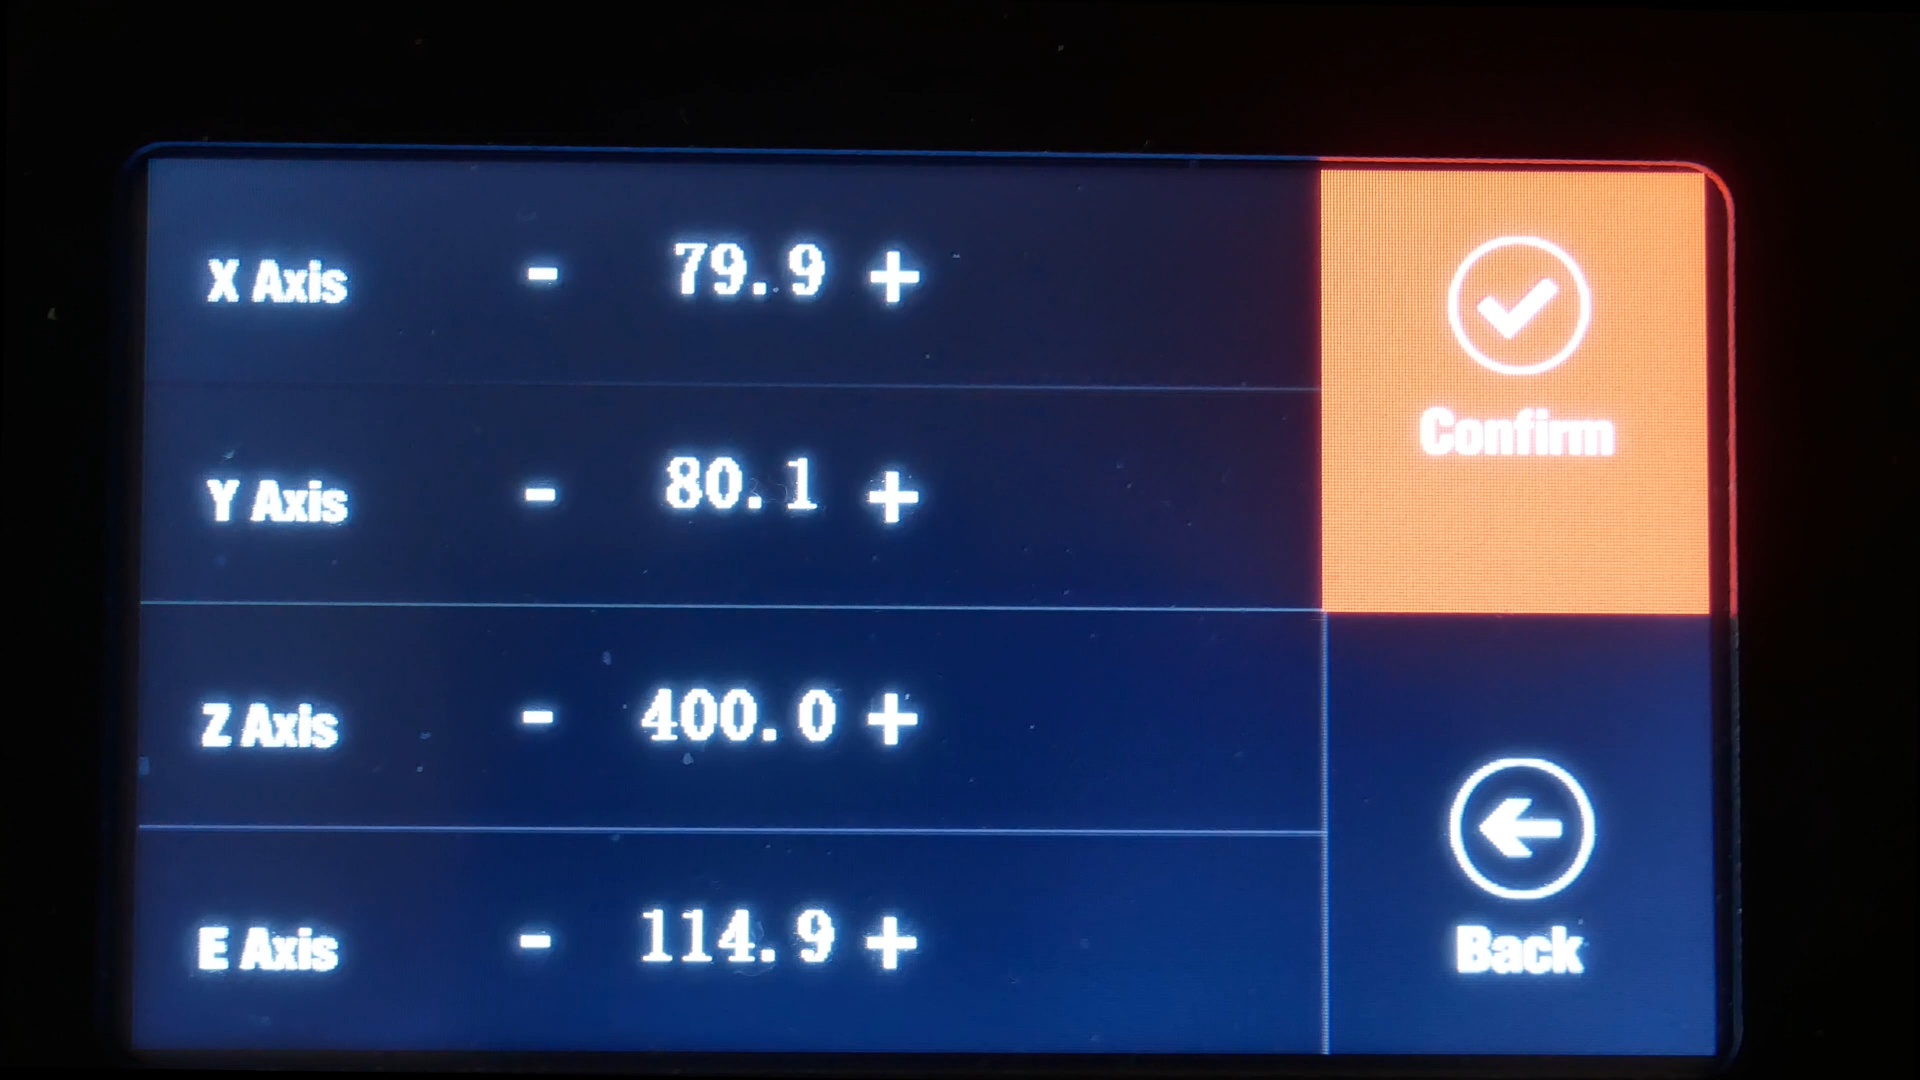 X Axis - 79.9 +
Confirm
Y Axis - 80.1 +
Z Axis - 400.0 +
E Axis - 114.9 +
Back